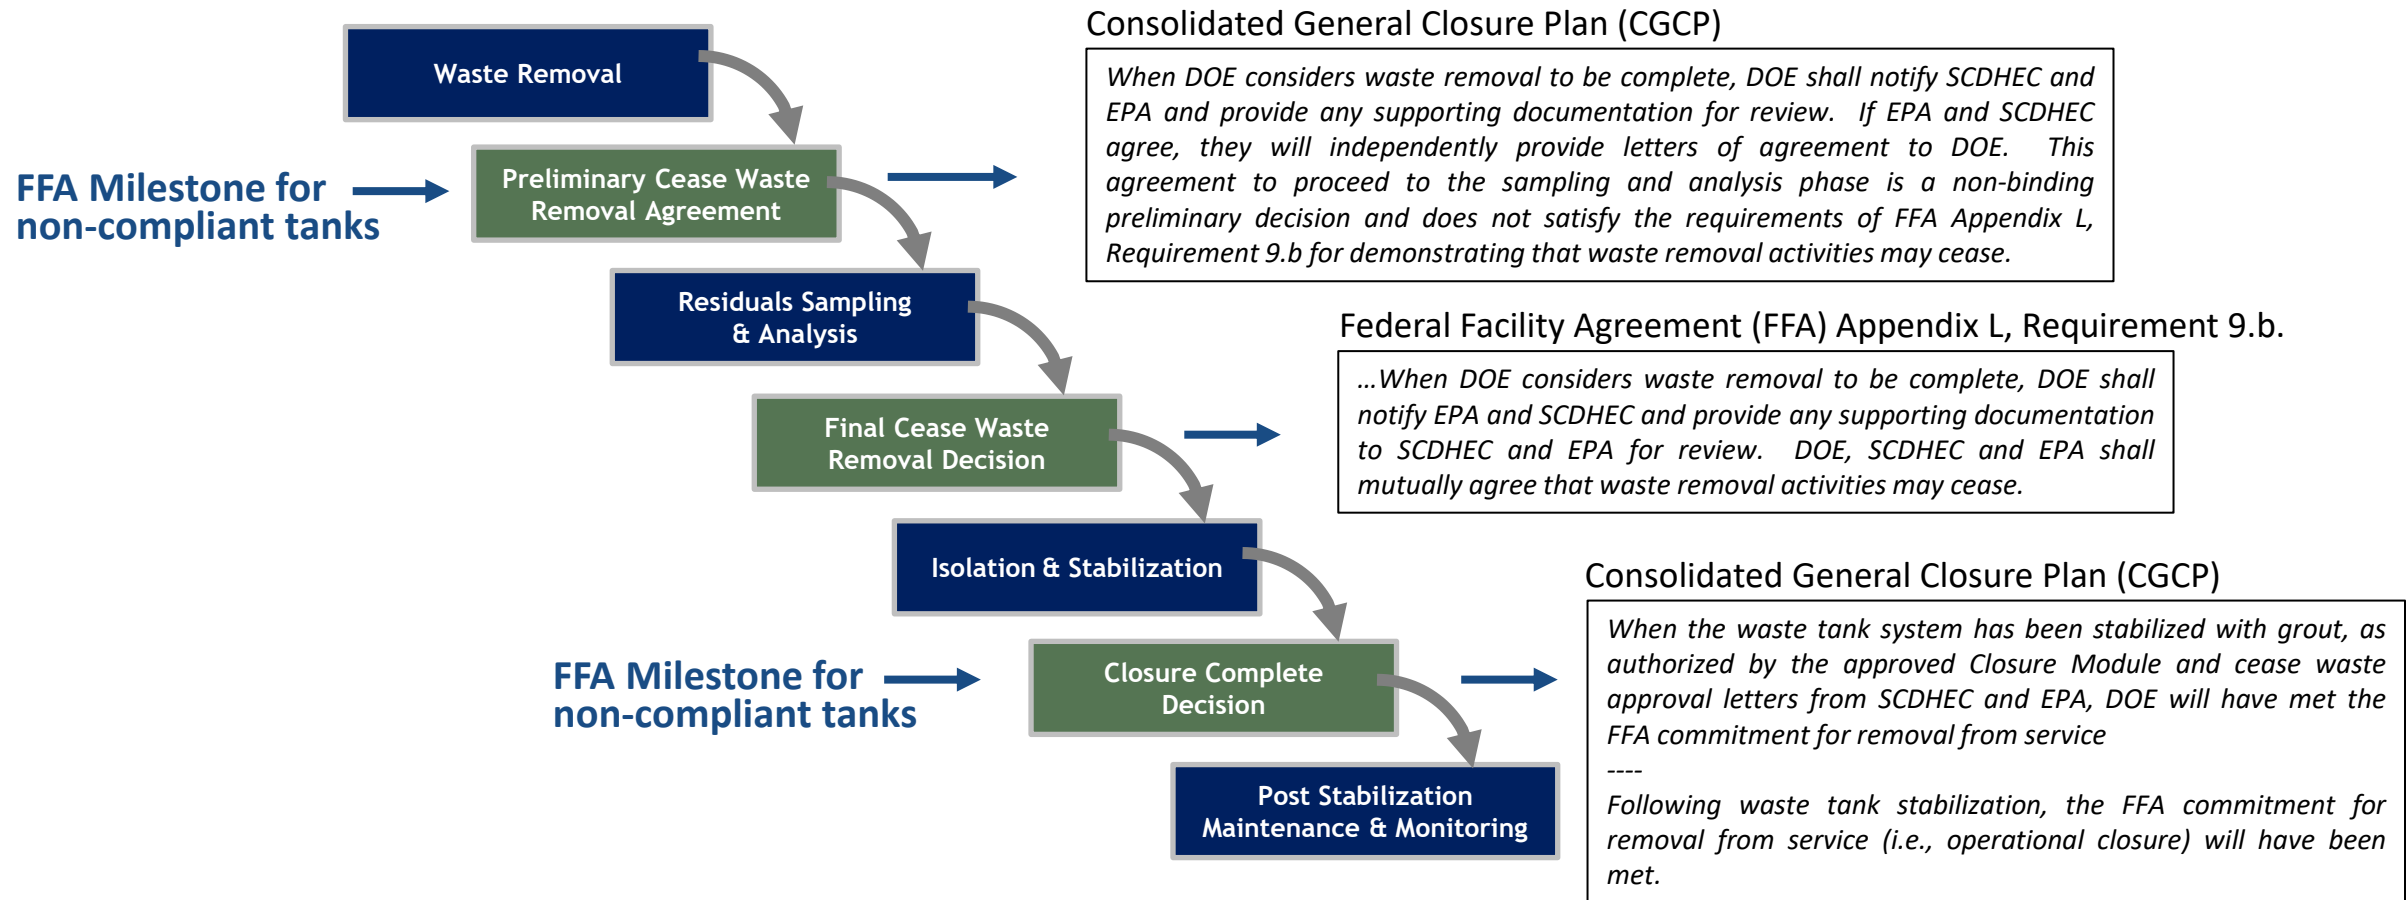 Consolidated General Closure Plan (CGCP)
Waste Removal
When DOE considers waste removal to be complete, DOE shall notify SCDHEC and
EPA and provide any supporting documentation for review. If EPA and SCDHEC
agree, they will independently provide letters of agreement to DOE. This
agreement to proceed to the sampling and analysis phase is a non-binding
preliminary decision and does not satisfy the requirements of FFA Appendix L,
Requirement 9.b for demonstrating that waste removal activities may cease.
FFA Milestone for
non-compliant tanks
Preliminary Cease Waste
Removal Agreement
Residuals Sampling
& Analysis
Federal Facility Agreement (FFA) Appendix L, Requirement 9.b.
…When DOE considers waste removal to be complete, DOE shall
notify EPA and SCDHEC and provide any supporting documentation
to SCDHEC and EPA for review. DOE, SCDHEC and EPA shall
mutually agree that waste removal activities may cease.
Final Cease Waste
Removal Decision
Isolation & Stabilization
Consolidated General Closure Plan (CGCP)
When the waste tank system has been stabilized with grout, as
authorized by the approved Closure Module and cease waste
approval letters from SCDHEC and EPA, DOE will have met the
FFA commitment for removal from service
----
Following waste tank stabilization, the FFA commitment for
removal from service (i.e., operational closure) will have been
met.
FFA Milestone for
non-compliant tanks
Closure Complete
Decision
Post Stabilization
Maintenance & Monitoring